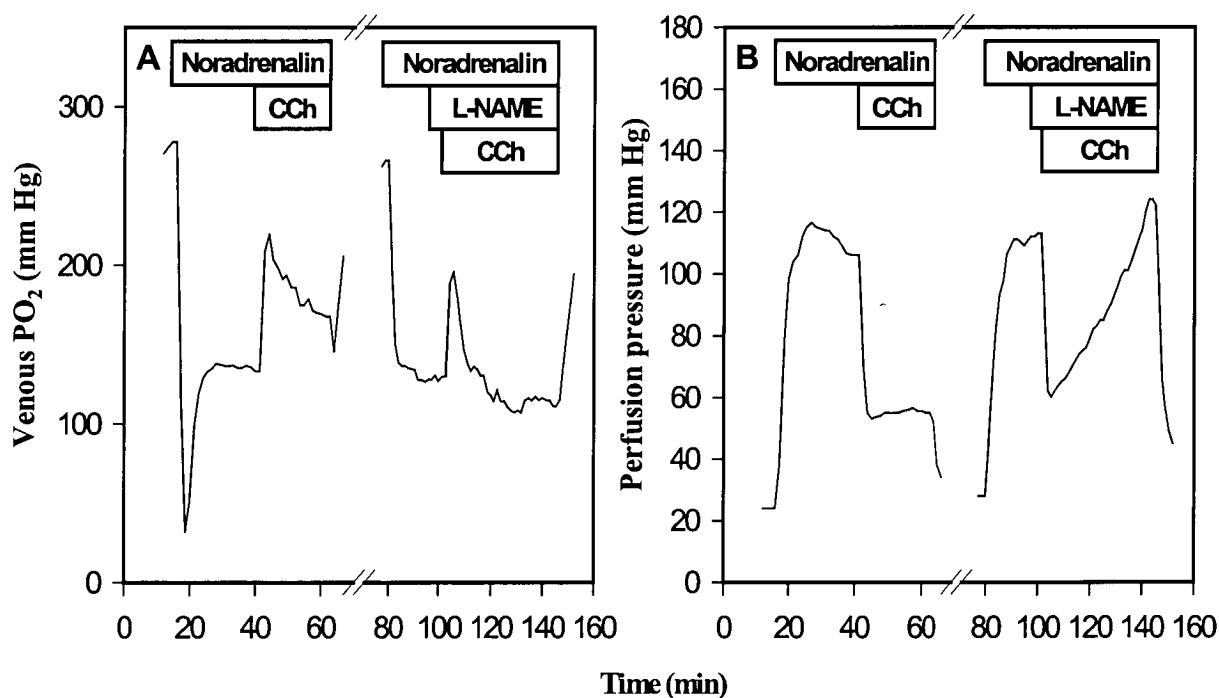 A
Noradrenalin
CCh
Noradrenalin
L-NAME
CCh
Venous PO2 (mm Hg)
300
200
100
0
0 20 40 60 80 100 120 140 160
B
Noradrenalin
CCh
Noradrenalin
L-NAME
CCh
Perfusion pressure (mm Hg)
180
160
140
120
100
80
60
40
20
0
0 20 40 60 80 100 120 140 160
Time (min)